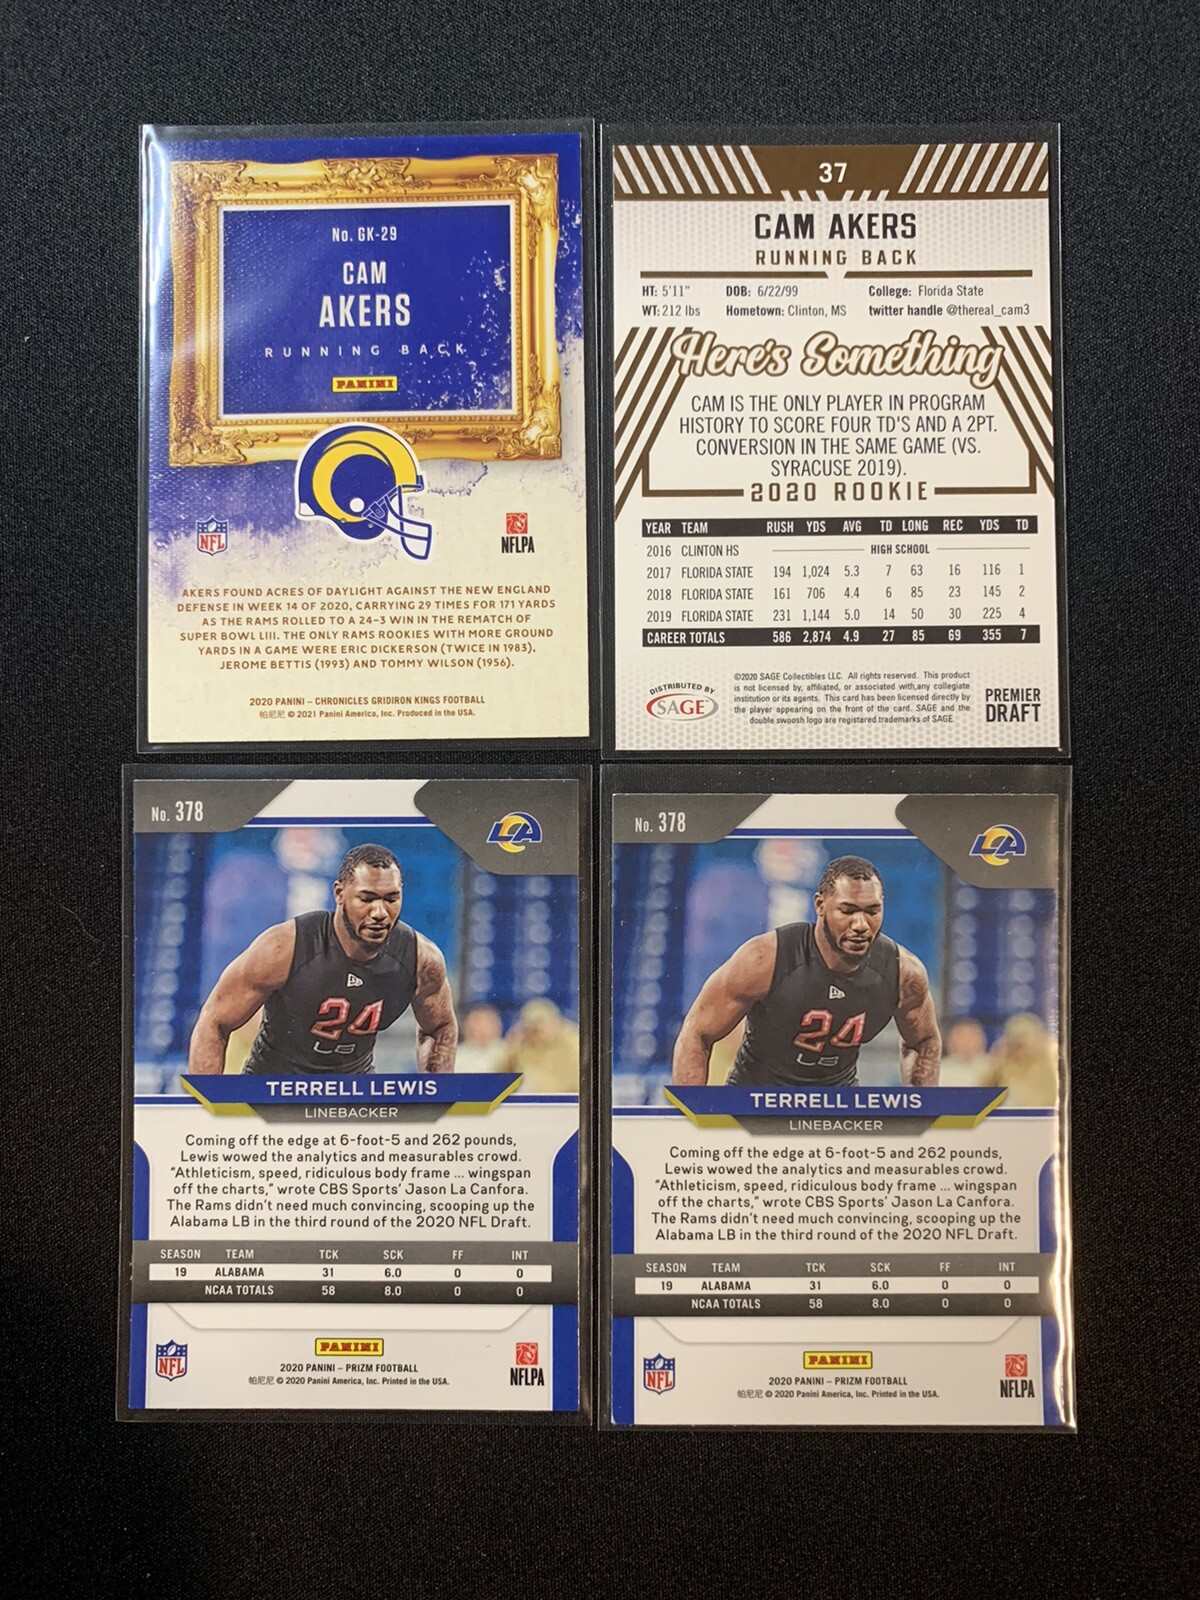 No. GK-29
CAM
AKERS
RUNNING BACK
PANINI
NFL
NFLPA
AKERS FOUND ACRES OF DAYLIGHT AGAINST THE NEW ENGLAND
DEFENSE IN WEEK 14 OF 2020, CARRYING 29 TIMES FOR 171 YARDS
AS THE RAMS ROLLED TO A 24-3 WIN IN THE REMATCH OF
SUPER BOWL LIII. THE ONLY RAMS ROOKIES WITH MORE GROUND
YARDS IN A GAME WERE ERIC DICKERSON (TWICE IN 1983),
JEROME BETTIS (1993) AND TOMMY WILSON (1956).
2020 PANINI – CHRONICLES GRIDIRON KINGS FOOTBALL
帕尼尼 © 2021 Panini America, Inc. Produced in the USA.
37
CAM AKERS
RUNNING BACK
HT: 5'11" DOB: 6/22/99 College: Florida State
WT: 212 lbs Hometown: Clinton, MS twitter handle @thereal_cam3
Here's Something
CAM IS THE ONLY PLAYER IN PROGRAM
HISTORY TO SCORE FOUR TD'S AND A 2PT.
CONVERSION IN THE SAME GAME (VS.
SYRACUSE 2019).
2020 ROOKIE
YEAR TEAM RUSH YDS AVG TD LONG REC YDS TD
2016 CLINTON HS HIGH SCHOOL
2017 FLORIDA STATE 194 1,024 5.3 7 63 16 116 1
2018 FLORIDA STATE 161 706 4.4 6 85 23 145 2
2019 FLORIDA STATE 231 1,144 5.0 14 50 30 225 4
CAREER TOTALS 586 2,874 4.9 27 85 69 355 7
DISTRIBUTED BY
SAGE
©2020 SAGE Collectibles LLC. All rights reserved. This product
is not licensed by, affiliated, or associated with,any collegiate
institution or its agents. This card has been licensed directly by
the player appearing on the front of the card. SAGE and the
double swoosh logo are registered trademarks of SAGE.
PREMIER
DRAFT
No. 378
LA
24
LB
TERRELL LEWIS
LINEBACKER
Coming off the edge at 6-foot-5 and 262 pounds,
Lewis wowed the analytics and measurables crowd.
"Athleticism, speed, ridiculous body frame ... wingspan
off the charts," wrote CBS Sports' Jason La Canfora.
The Rams didn't need much convincing, scooping up the
Alabama LB in the third round of the 2020 NFL Draft.
SEASON TEAM TCK SCK FF INT
19 ALABAMA 31 6.0 0 0
NCAA TOTALS 58 8.0 0 0
NFL
PANINI
2020 PANINI – PRIZM FOOTBALL
帕尼尼 © 2020 Panini America, Inc. Printed in the USA.
NFLPA
No. 378
LA
24
LB
TERRELL LEWIS
LINEBACKER
Coming off the edge at 6-foot-5 and 262 pounds,
Lewis wowed the analytics and measurables crowd.
"Athleticism, speed, ridiculous body frame ... wingspan
off the charts," wrote CBS Sports' Jason La Canfora.
The Rams didn't need much convincing, scooping up the
Alabama LB in the third round of the 2020 NFL Draft.
SEASON TEAM TCK SCK FF INT
19 ALABAMA 31 6.0 0 0
NCAA TOTALS 58 8.0 0 0
NFL
PANINI
2020 PANINI – PRIZM FOOTBALL
帕尼尼 © 2020 Panini America, Inc. Printed in the USA.
NFLPA